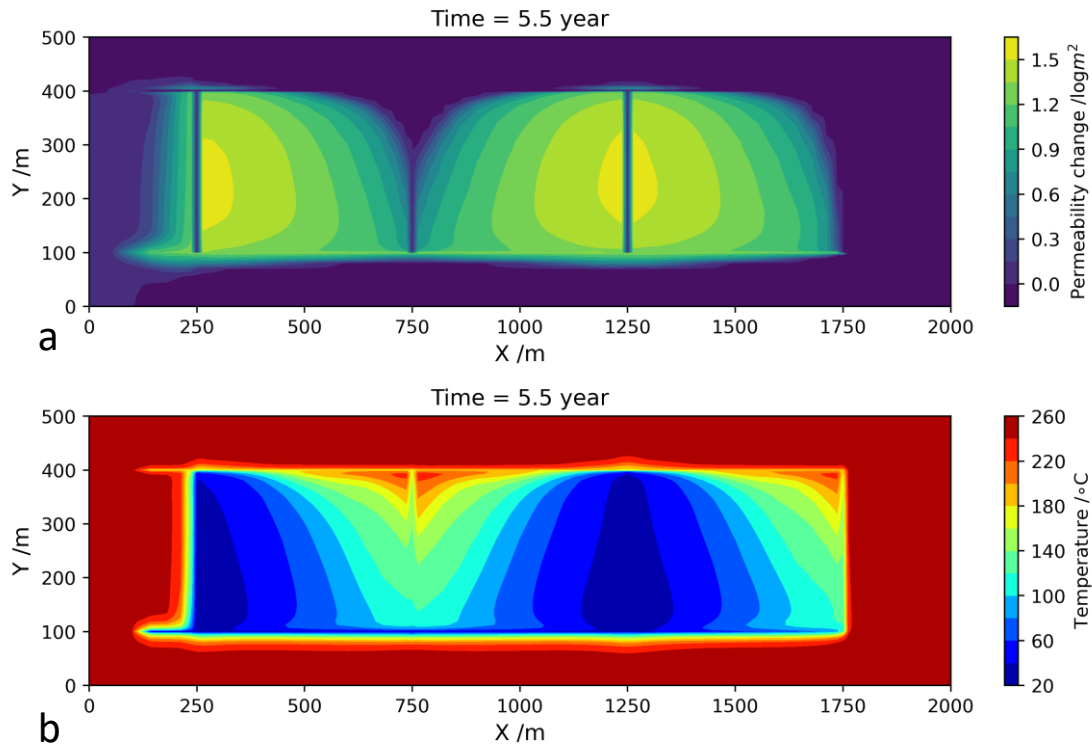 Time = 5.5 year
500
400
300
200
100
0
Y /m
0 250 500 750 1000 1250 1500 1750 2000
X /m
1.5
1.2
0.9
0.6
0.3
0.0
Permeability change /logm²
a
Time = 5.5 year
500
400
300
200
100
0
Y /m
0 250 500 750 1000 1250 1500 1750 2000
X /m
260
220
180
140
100
60
20
Temperature /∘C
b